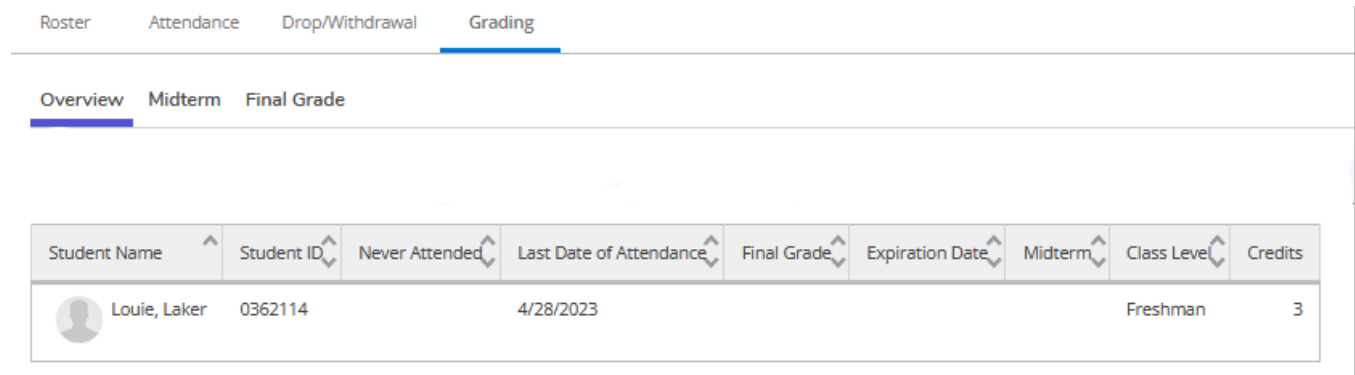 Roster Attendance Drop/Withdrawal Grading
Overview Midterm Final Grade
Student Name Student ID Never Attended Last Date of Attendance Final Grade Expiration Date Midterm Class Level Credits
Louie, Laker 0362114 4/28/2023 Freshman 3